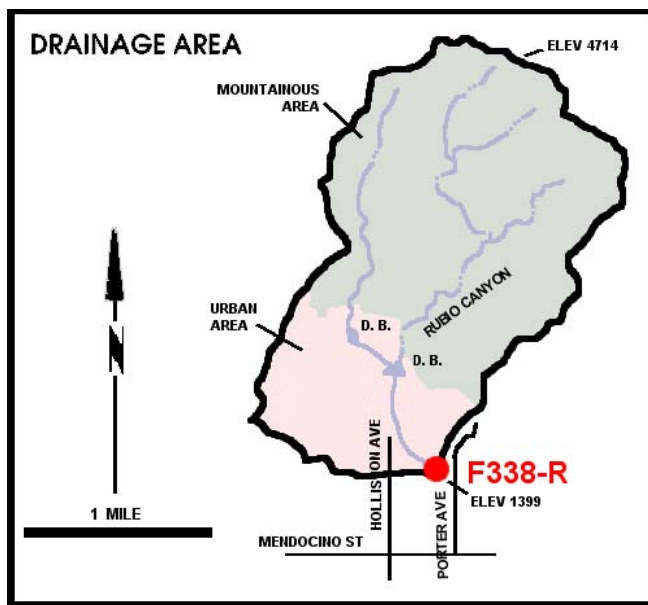 DRAINAGE AREA
ELEV 4714
MOUNTAINOUS
AREA
RUBIO CANYON
URBAN
AREA
D. B.
D. B.
N
HOLLISTON AVE
F338-R
ELEV 1399
1 MILE
PORTER AVE
MENDOCINO ST